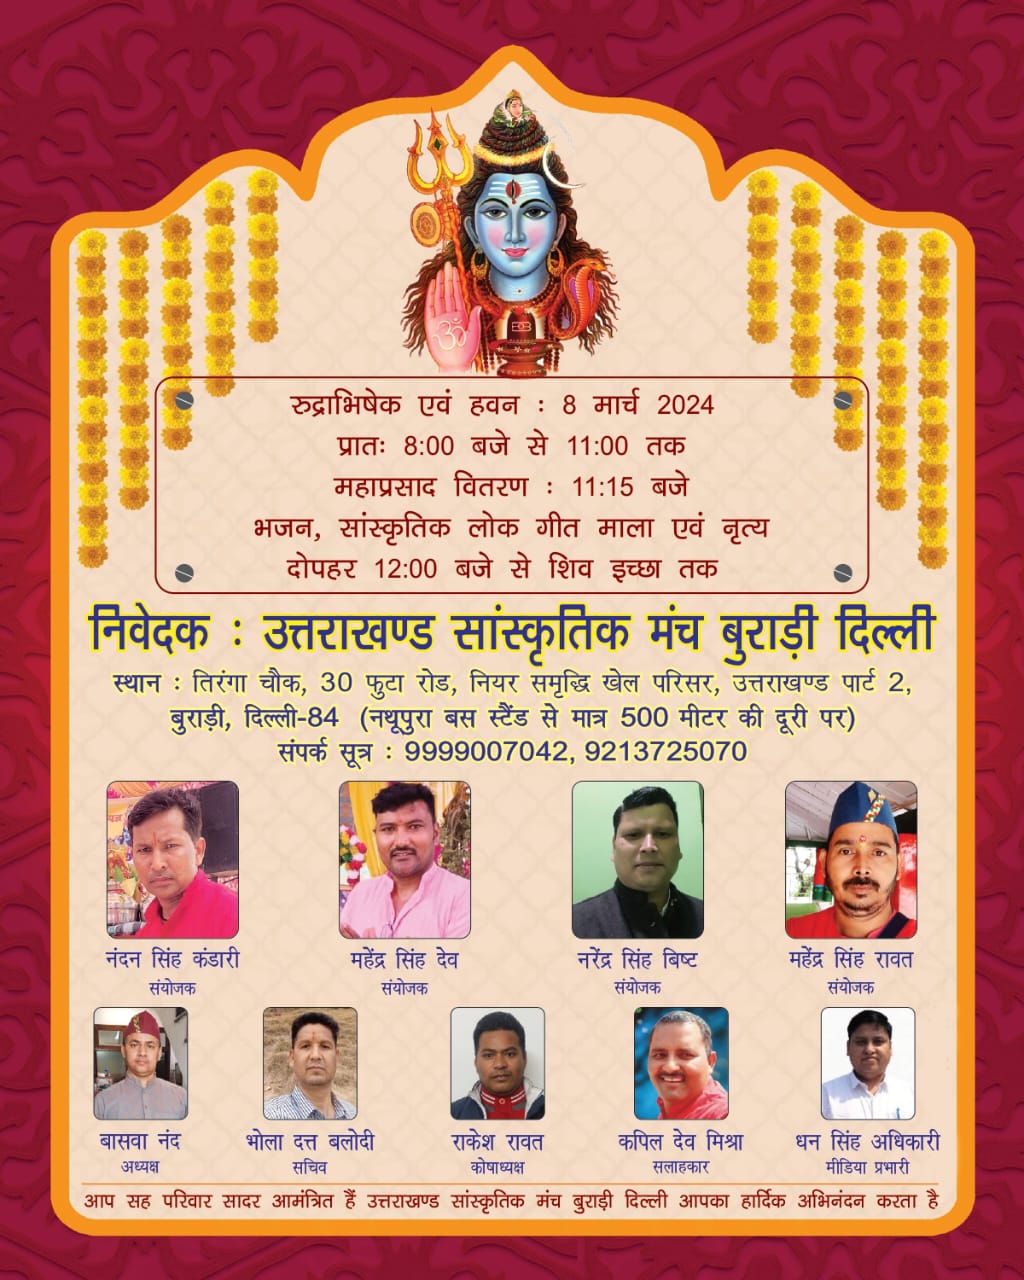 ॐ
रुद्राभिषेक एवं हवन : 8 मार्च 2024
प्रातः 8:00 बजे से 11:00 तक
महाप्रसाद वितरण : 11:15 बजे
भजन, सांस्कृतिक लोक गीत माला एवं नृत्य
दोपहर 12:00 बजे से शिव इच्छा तक
निवेदक : उत्तराखण्ड सांस्कृतिक मंच बुराड़ी दिल्ली
स्थान : तिरंगा चौक, 30 फुटा रोड, नियर समृद्धि खेल परिसर, उत्तराखण्ड पार्ट 2,
बुराड़ी, दिल्ली-84 (नथूपुरा बस स्टैंड से मात्र 500 मीटर की दूरी पर)
संपर्क सूत्र : 9999007042, 9213725070
नंदन सिंह कंडारी
संयोजक
महेंद्र सिंह देव
संयोजक
नरेंद्र सिंह बिष्ट
संयोजक
महेंद्र सिंह रावत
संयोजक
बासवा नंद
अध्यक्ष
भोला दत्त बलोदी
सचिव
राकेश रावत
कोषाध्यक्ष
कपिल देव मिश्रा
सलाहकार
धन सिंह अधिकारी
मीडिया प्रभारी
आप सह परिवार सादर आमंत्रित हैं उत्तराखण्ड सांस्कृतिक मंच बुराड़ी दिल्ली आपका हार्दिक अभिनंदन करता है